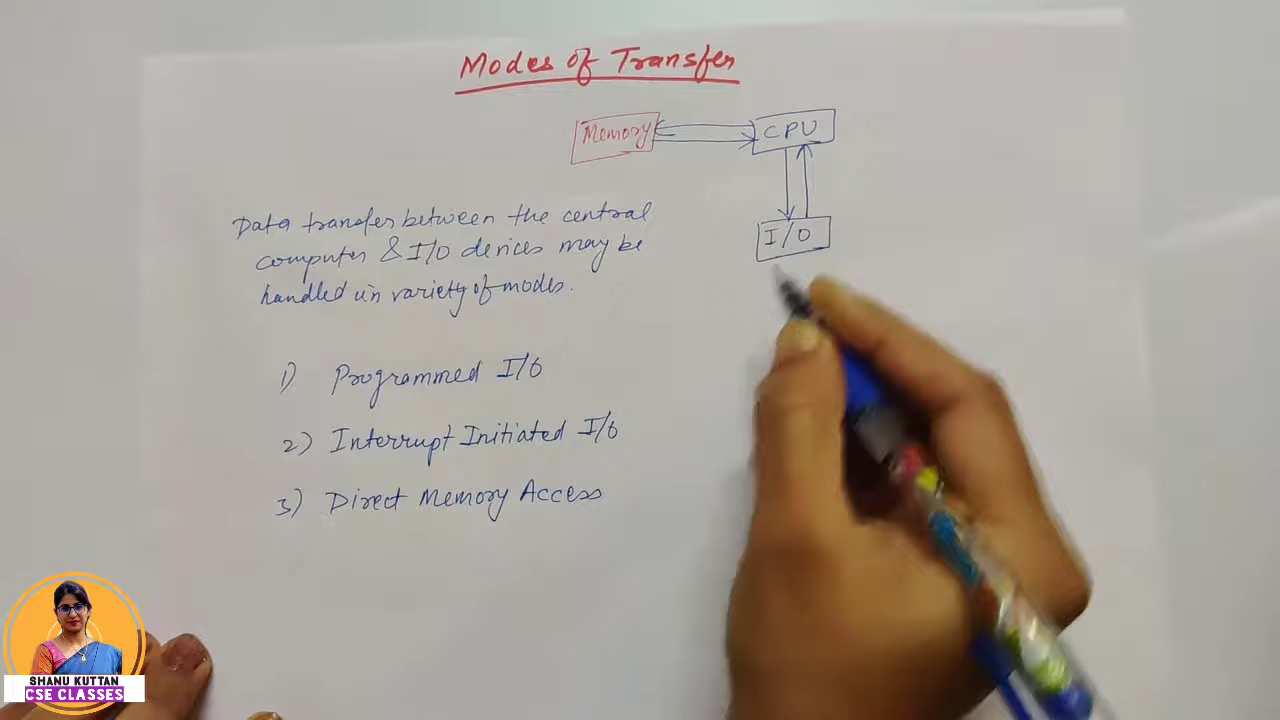 Modes of Transfer
Memory
CPU
I/O
Data transfer between the central
computer & I/O devices may be
handled in variety of modes.
1) Programmed I/O
2) Interrupt Initiated I/O
3) Direct Memory Access
SHANU KUTTAN
CSE CLASSES